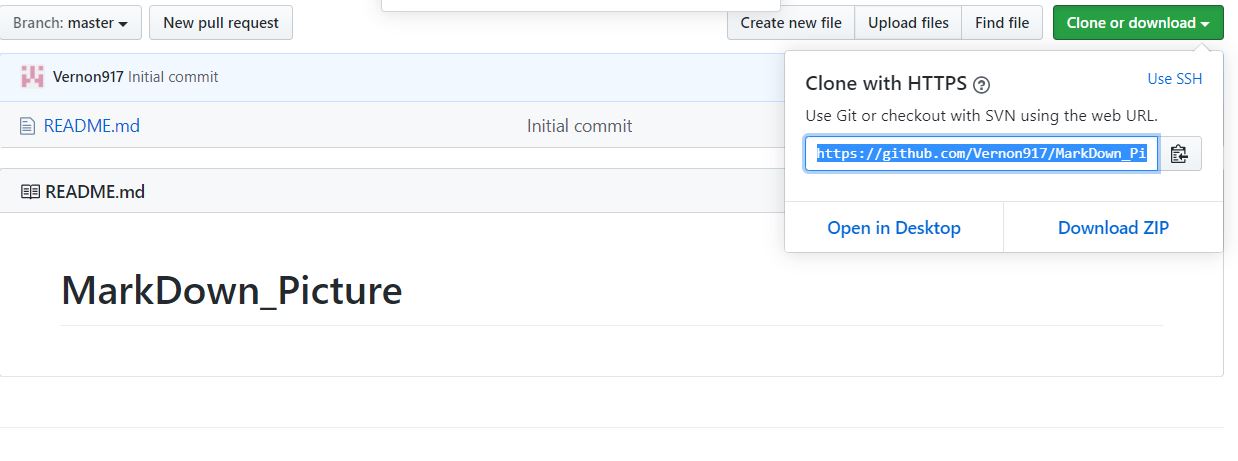 Branch: master
New pull request
Create new file
Upload files
Find file
Clone or download
Vernon917 Initial commit
README.md
Initial commit
Clone with HTTPS
Use SSH
Use Git or checkout with SVN using the web URL.
https://github.com/Vernon917/MarkDown_Pi
Open in Desktop
Download ZIP
README.md
MarkDown_Picture